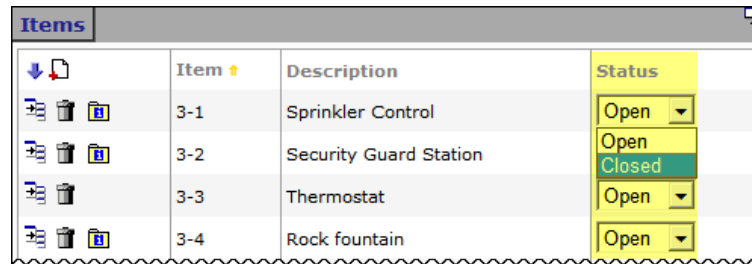 Items
Item Description Status
3-1 Sprinkler Control Open
3-2 Security Guard Station Open
Closed
3-3 Thermostat Open
3-4 Rock fountain Open